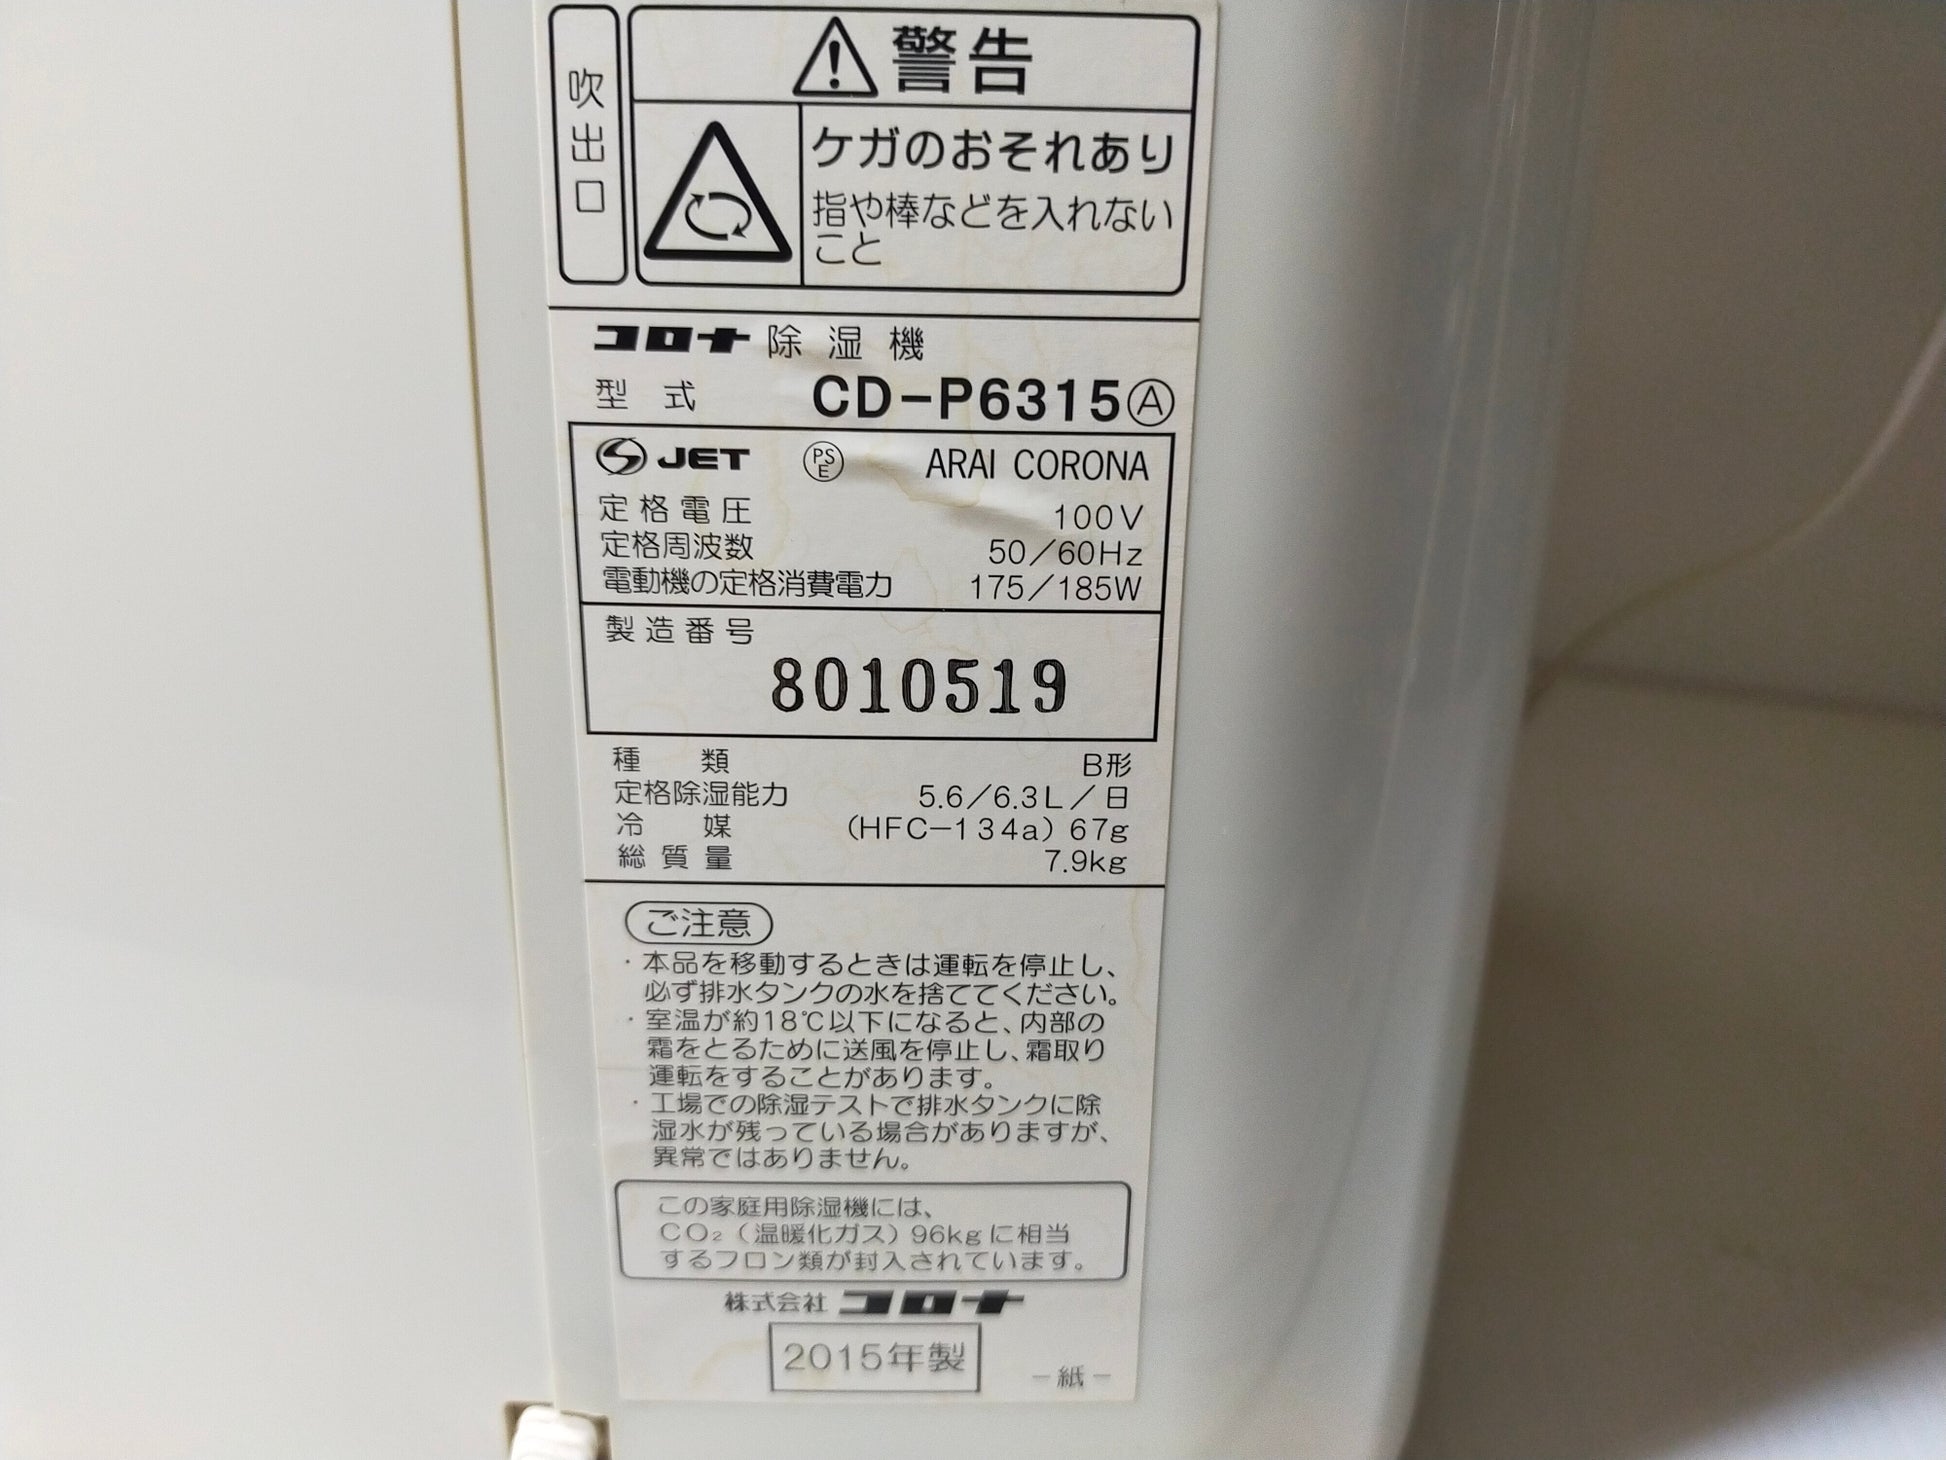 吹出口
警告
ケガのおそれあり
指や棒などを入れない
こと
コロナ 除湿機
型式 CD-P6315Ⓐ
JET PSE ARAI CORONA
定格電圧 100V
定格周波数 50/60Hz
電動機の定格消費電力 175/185W
製造番号
8010519
種類 B形
定格除湿能力 5.6/6.3L/日
冷媒 (HFC-134a) 67g
総質量 7.9kg
ご注意
・本品を移動するときは運転を停止し、
必ず排水タンクの水を捨ててください。
・室温が約18℃以下になると、内部の
霜をとるために送風を停止し、霜取り
運転をすることがあります。
・工場での除湿テストで排水タンクに除
湿水が残っている場合がありますが、
異常ではありません。
この家庭用除湿機には、
CO₂(温暖化ガス)96kgに相当
するフロン類が封入されています。
株式会社 コロナ
2015年製
-紙-